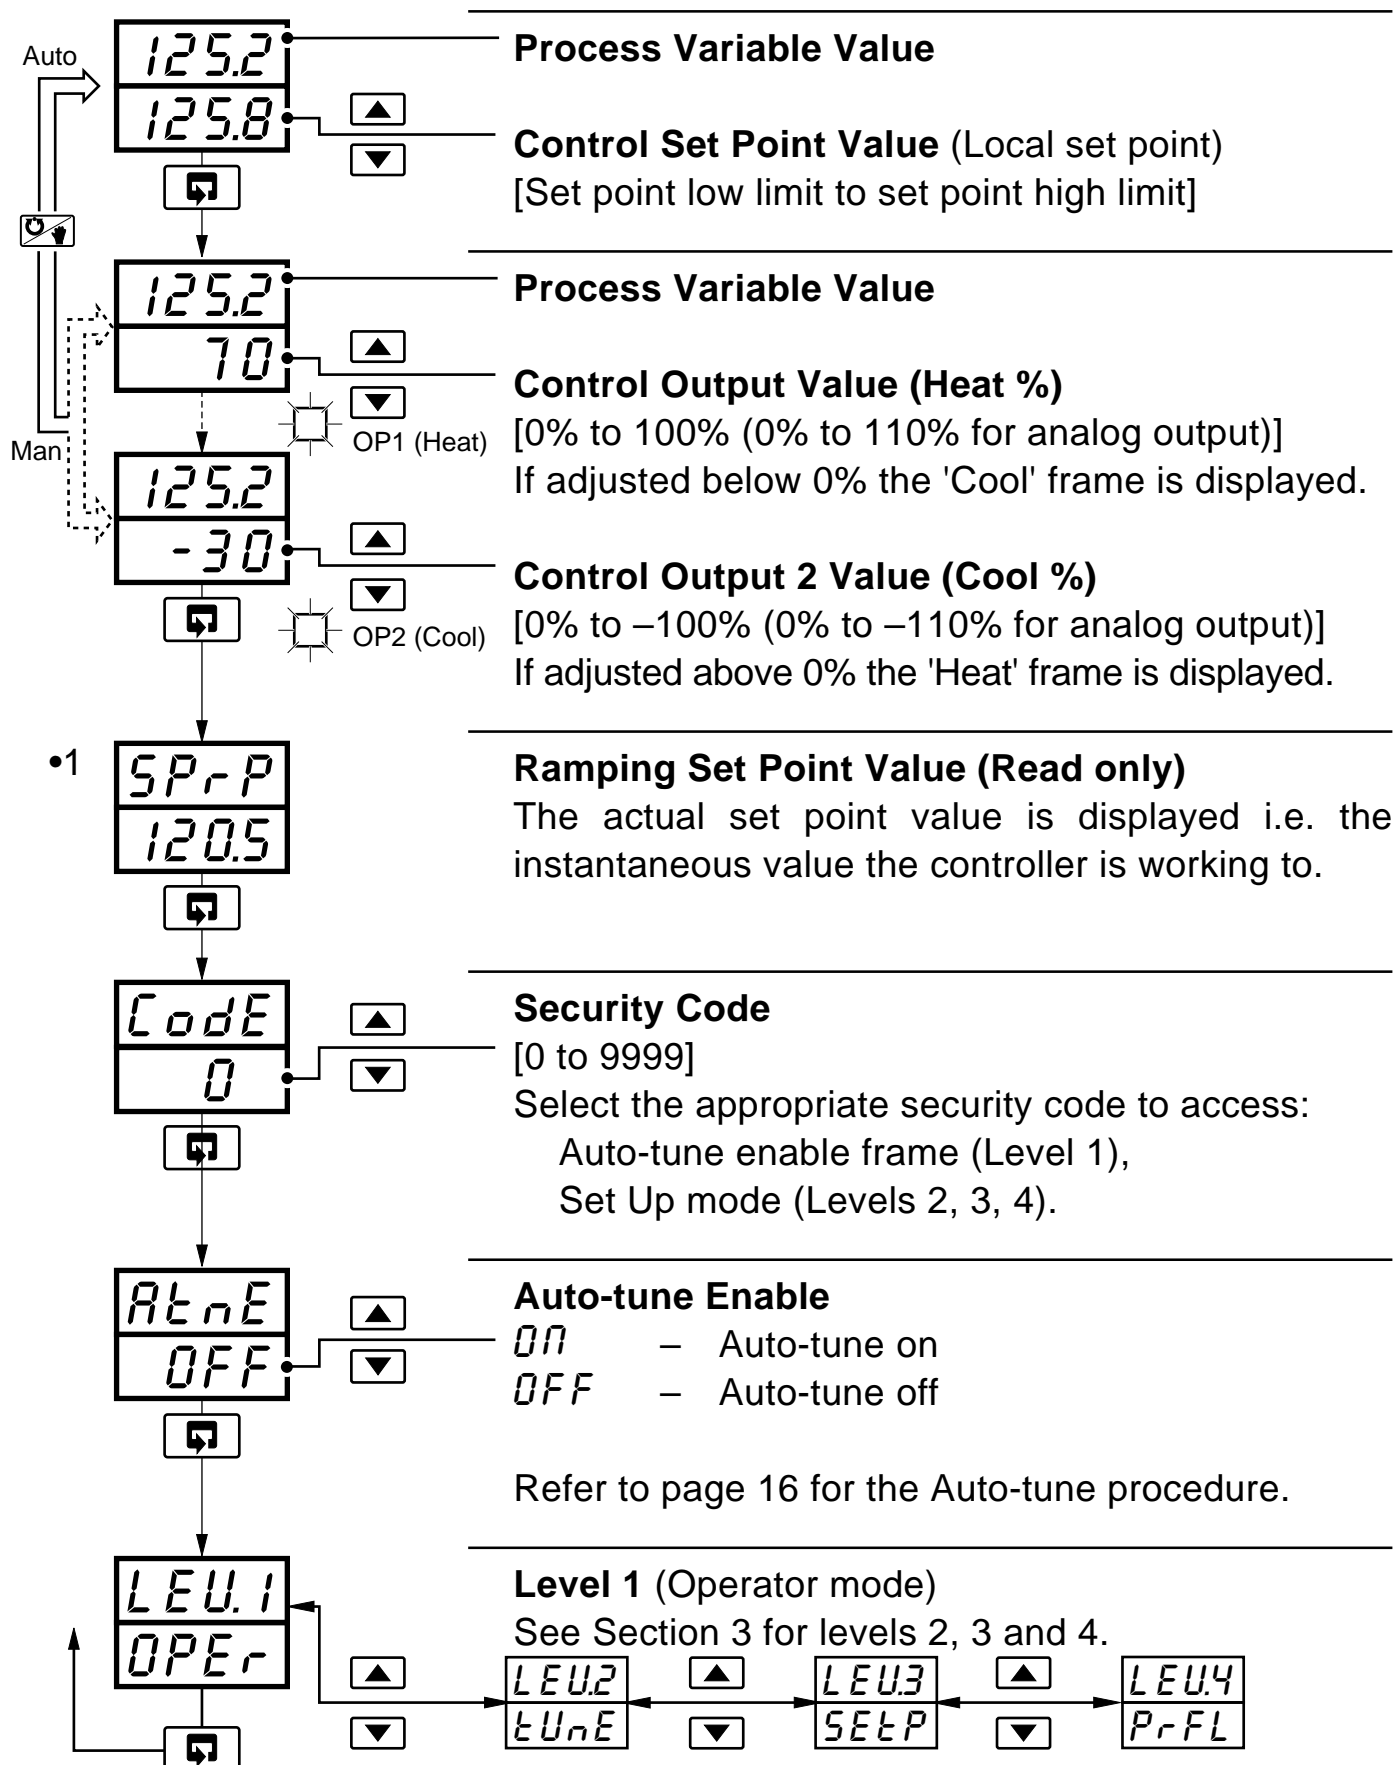 Auto
125.2
Process Variable Value
125.8
Control Set Point Value (Local set point)
[Set point low limit to set point high limit]
125.2
Process Variable Value
70
Control Output Value (Heat %)
[0% to 100% (0% to 110% for analog output)]
OP1 (Heat)
Man
If adjusted below 0% the 'Cool' frame is displayed.
125.2
-30
Control Output 2 Value (Cool %)
[0% to –100% (0% to –110% for analog output)]
OP2 (Cool)
If adjusted above 0% the 'Heat' frame is displayed.
•1
SPrP
120.5
Ramping Set Point Value (Read only)
The actual set point value is displayed i.e. the
instantaneous value the controller is working to.
CodE
0
Security Code
[0 to 9999]
Select the appropriate security code to access:
Auto-tune enable frame (Level 1),
Set Up mode (Levels 2, 3, 4).
AtnE
OFF
Auto-tune Enable
On – Auto-tune on
OFF – Auto-tune off
Refer to page 16 for the Auto-tune procedure.
LEV.1
OPEr
Level 1 (Operator mode)
See Section 3 for levels 2, 3 and 4.
LEV.2
tUnE
LEV.3
SEtP
LEV.4
PrFL